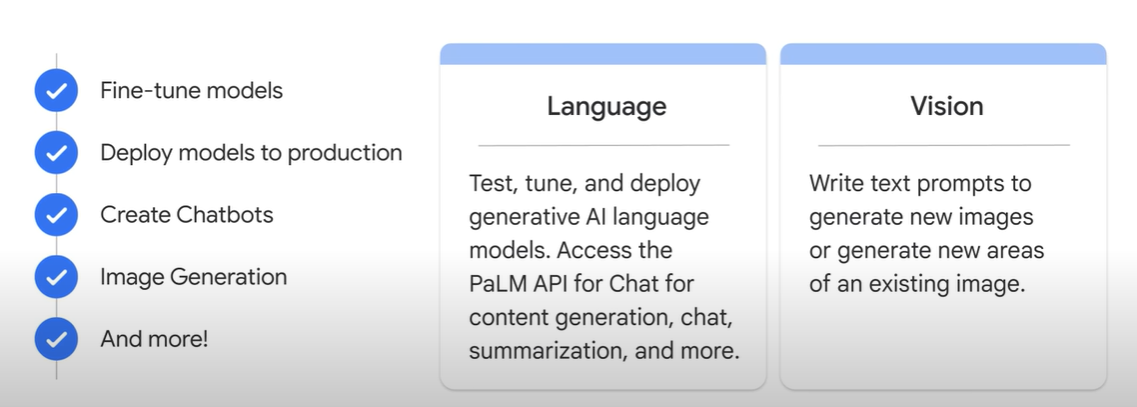 Fine-tune models
Deploy models to production
Create Chatbots
Image Generation
And more!
Language
Test, tune, and deploy
generative AI language
models. Access the
PaLM API for Chat for
content generation, chat,
summarization, and more.
Vision
Write text prompts to
generate new images
or generate new areas
of an existing image.